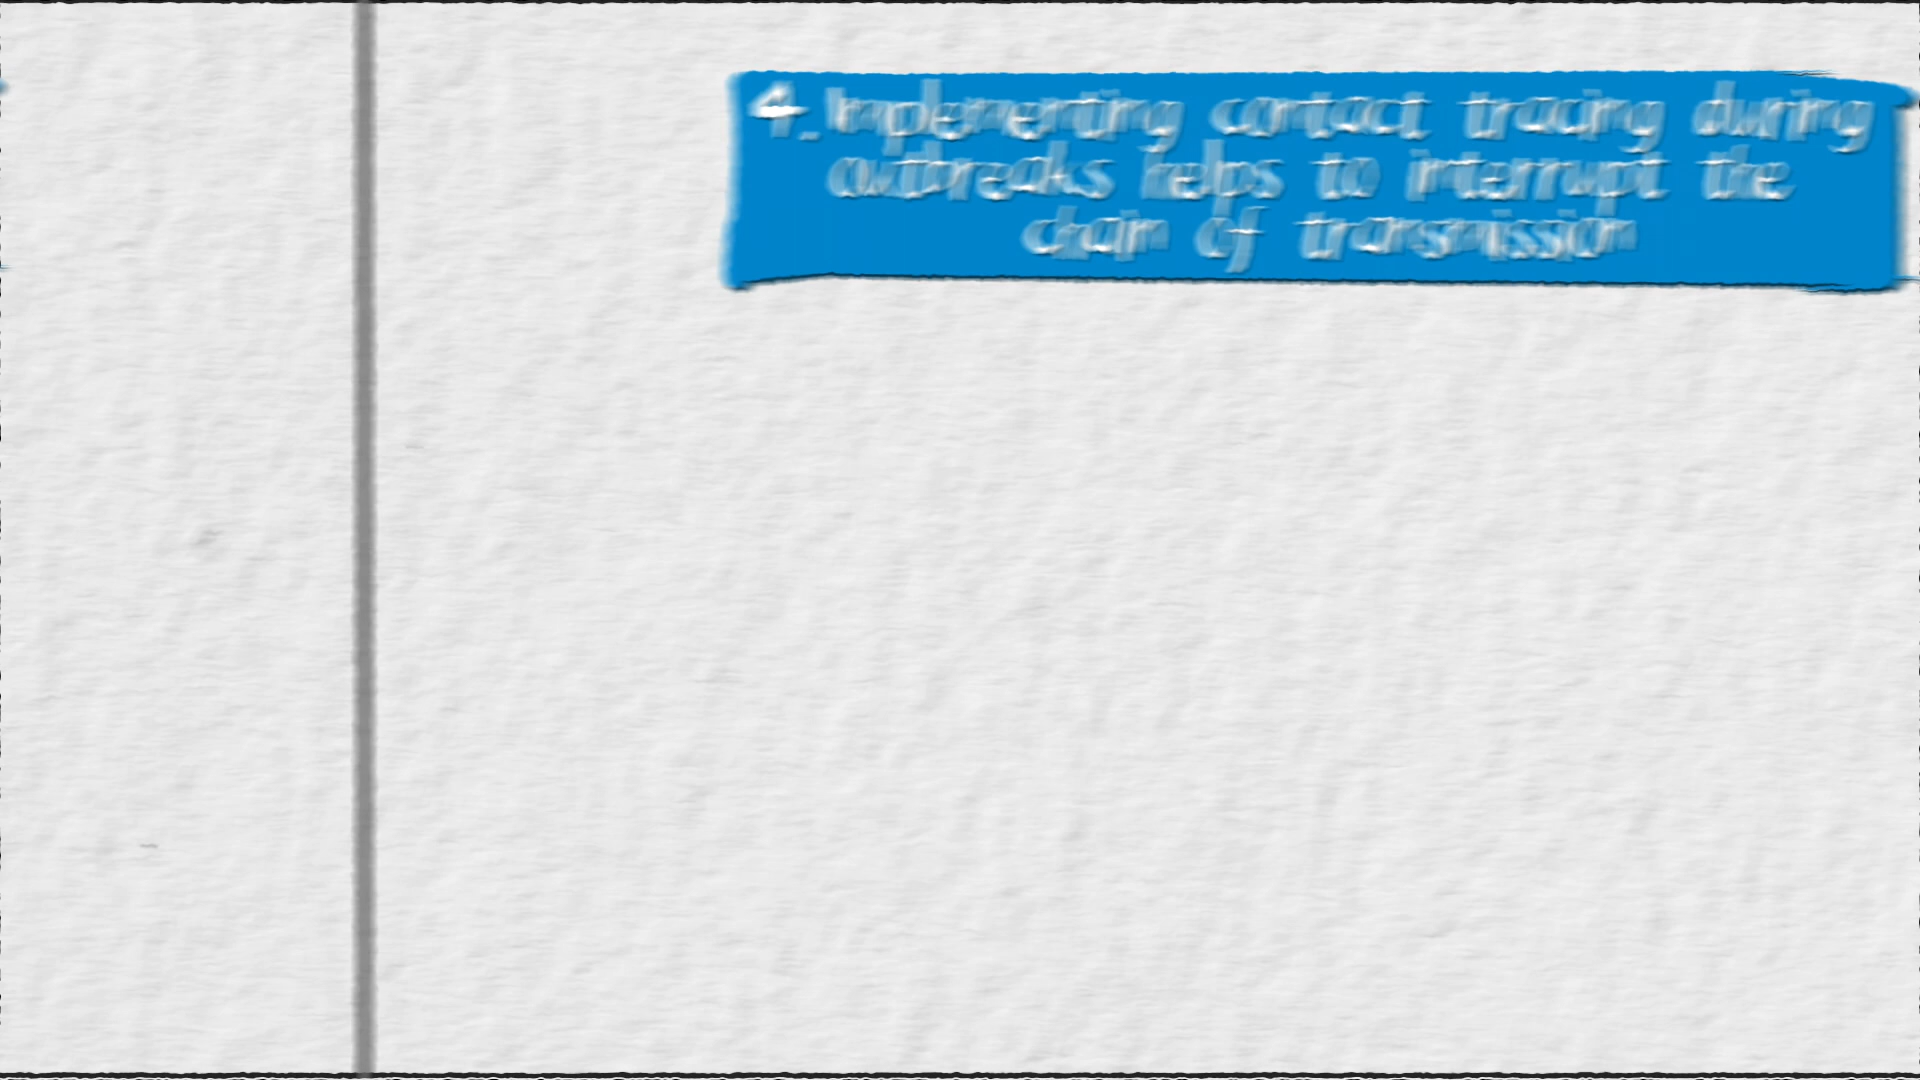 4. Implementing contact tracing during
outbreaks helps to interrupt the
chain of transmission